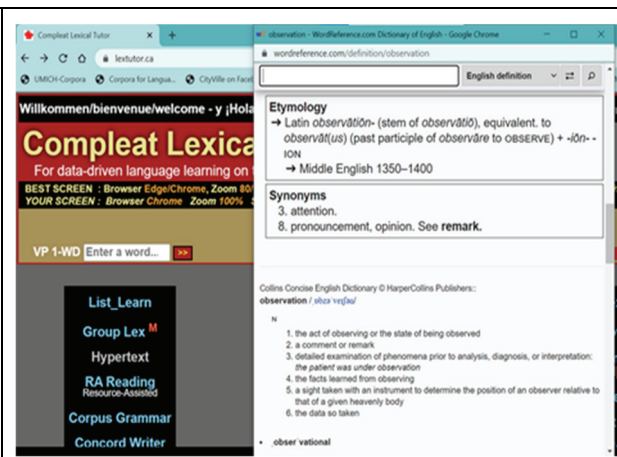 Compleat Lexical Tutor
lextutor.ca
UMICH-Corpora
Corpora for Langua...
CityVille on Face
Willkommen/bienvenue/welcome - y ¡Hola
Compleat Lexica
For data-driven language learning on
BEST SCREEN : Browser Edge/Chrome, Zoom 80/
YOUR SCREEN : Browser Chrome Zoom 100%
VP 1-WD Enter a word... >>
List_Learn
Group Lex M
Hypertext
RA Reading
Resource-Assisted
Corpus Grammar
Concord Writer
observation - WordReference.com Dictionary of English - Google Chrome
wordreference.com/definition/observation
English definition
Etymology
➔ Latin observātiōn- (stem of observātiō), equivalent. to
observāt(us) (past participle of observāre to OBSERVE) + -iōn- -
ION
➔ Middle English 1350–1400
Synonyms
3. attention.
8. pronouncement, opinion. See remark.
Collins Concise English Dictionary © HarperCollins Publishers::
observation /
N
1. the act of observing or the state of being observed
2. a comment or remark
3. detailed examination of phenomena prior to analysis, diagnosis, or interpretation:
the patient was under observation
4. the facts learned from observing
5. a sight taken with an instrument to determine the position of an observer relative to
that of a given heavenly body
6. the data so taken
• ˌobserˈvational